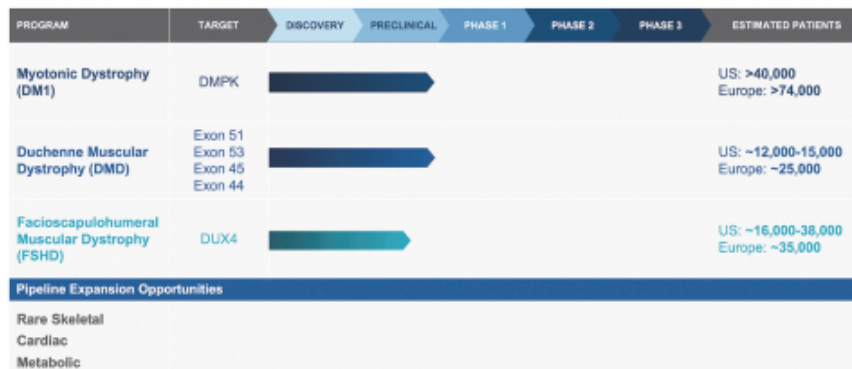 PROGRAM TARGET DISCOVERY PRECLINICAL PHASE 1 PHASE 2 PHASE 3 ESTIMATED PATIENTS
Myotonic Dystrophy
(DM1)
DMPK
US: >40,000
Europe: >74,000
Duchenne Muscular
Dystrophy (DMD)
Exon 51
Exon 53
Exon 45
Exon 44
US: ~12,000-15,000
Europe: ~25,000
Facioscapulohumeral
Muscular Dystrophy
(FSHD)
DUX4
US: ~16,000-38,000
Europe: ~35,000
Pipeline Expansion Opportunities
Rare Skeletal
Cardiac
Metabolic